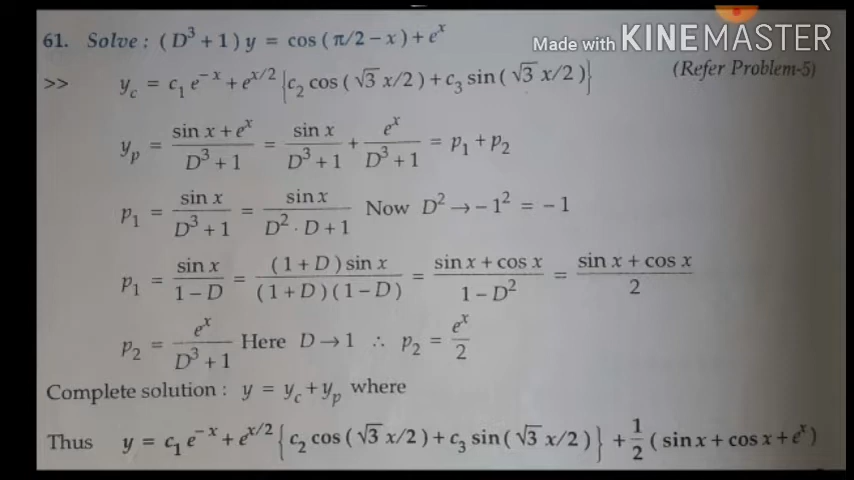 61. Solve : (D³ + 1) y = cos (π/2 − x) + eˣ
Made with KINEMASTER
(Refer Problem-5)
>> y_c = c₁ e^{−x} + e^{x/2} {c₂ cos (√3 x/2) + c₃ sin (√3 x/2)}
y_p = (sin x + eˣ)/(D³ + 1) = sin x/(D³ + 1) + eˣ/(D³ + 1) = p₁ + p₂
p₁ = sin x/(D³ + 1) = sin x/(D² · D + 1) Now D² → − 1² = − 1
p₁ = sin x/(1 − D) = (1 + D) sin x/((1 + D) (1 − D)) = (sin x + cos x)/(1 − D²) = (sin x + cos x)/2
p₂ = eˣ/(D³ + 1) Here D → 1 ∴ p₂ = eˣ/2
Complete solution : y = y_c + y_p where
Thus y = c₁ e^{−x} + e^{x/2} {c₂ cos (√3 x/2) + c₃ sin (√3 x/2)} + 1/2 (sin x + cos x + eˣ)